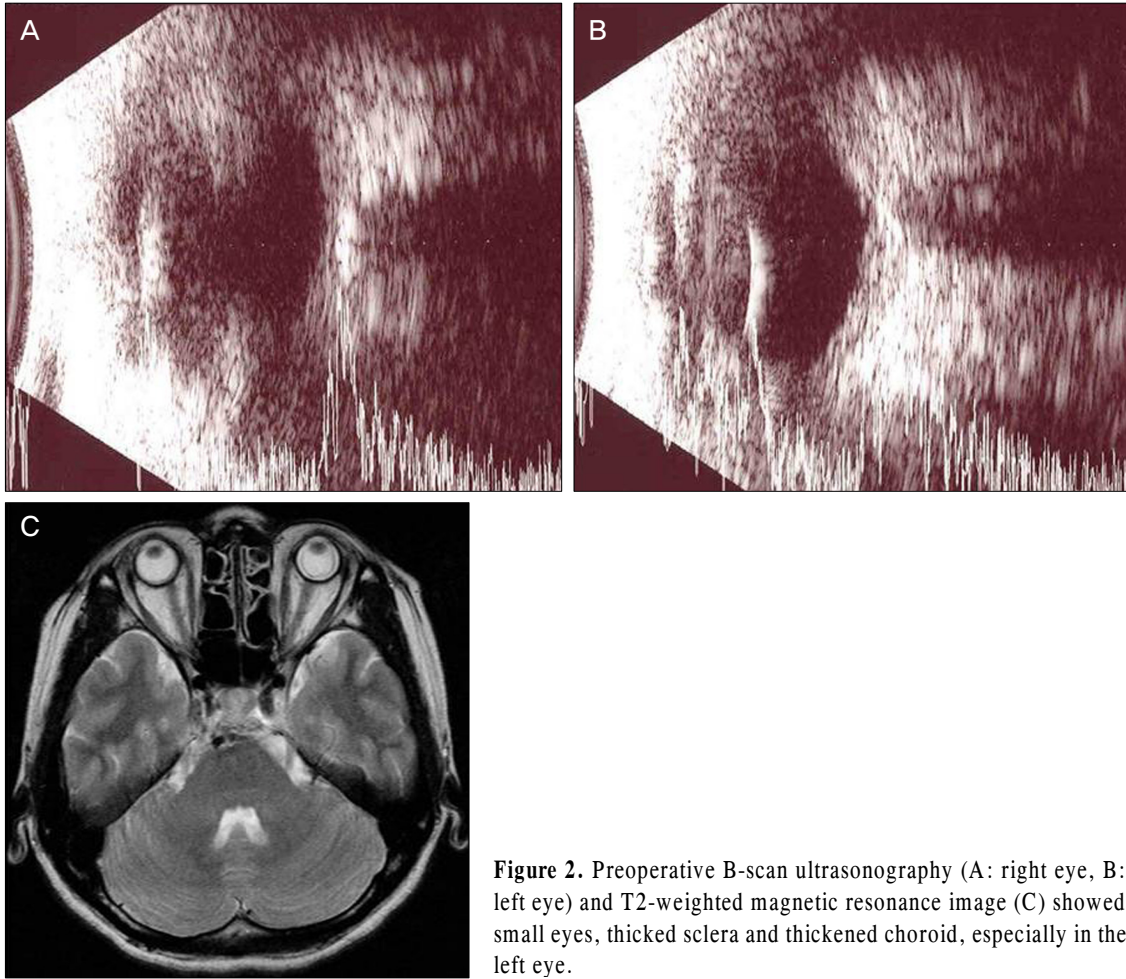 A
B
C
Figure 2. Preoperative B-scan ultrasonography (A: right eye, B:
left eye) and T2-weighted magnetic resonance image (C) showed
small eyes, thicked sclera and thickened choroid, especially in the
left eye.